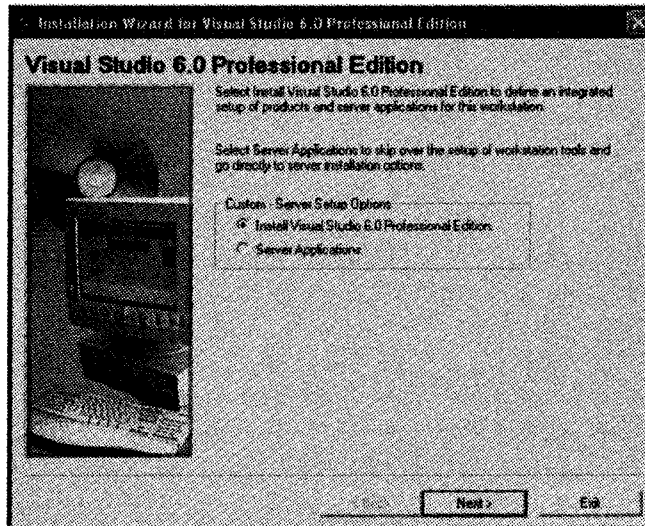 Installation Wizard for Visual Studio 6.0 Professional Edition
Visual Studio 6.0 Professional Edition
Select Install Visual Studio 6.0 Professional Edition to define an integrated
setup of products and server applications for this workstation.
Select Server Applications to skip over the setup of workstation tools and
go directly to server installation options.
Custom - Server Setup Options
Install Visual Studio 6.0 Professional Edition
Server Applications
< Back
Next >
Exit